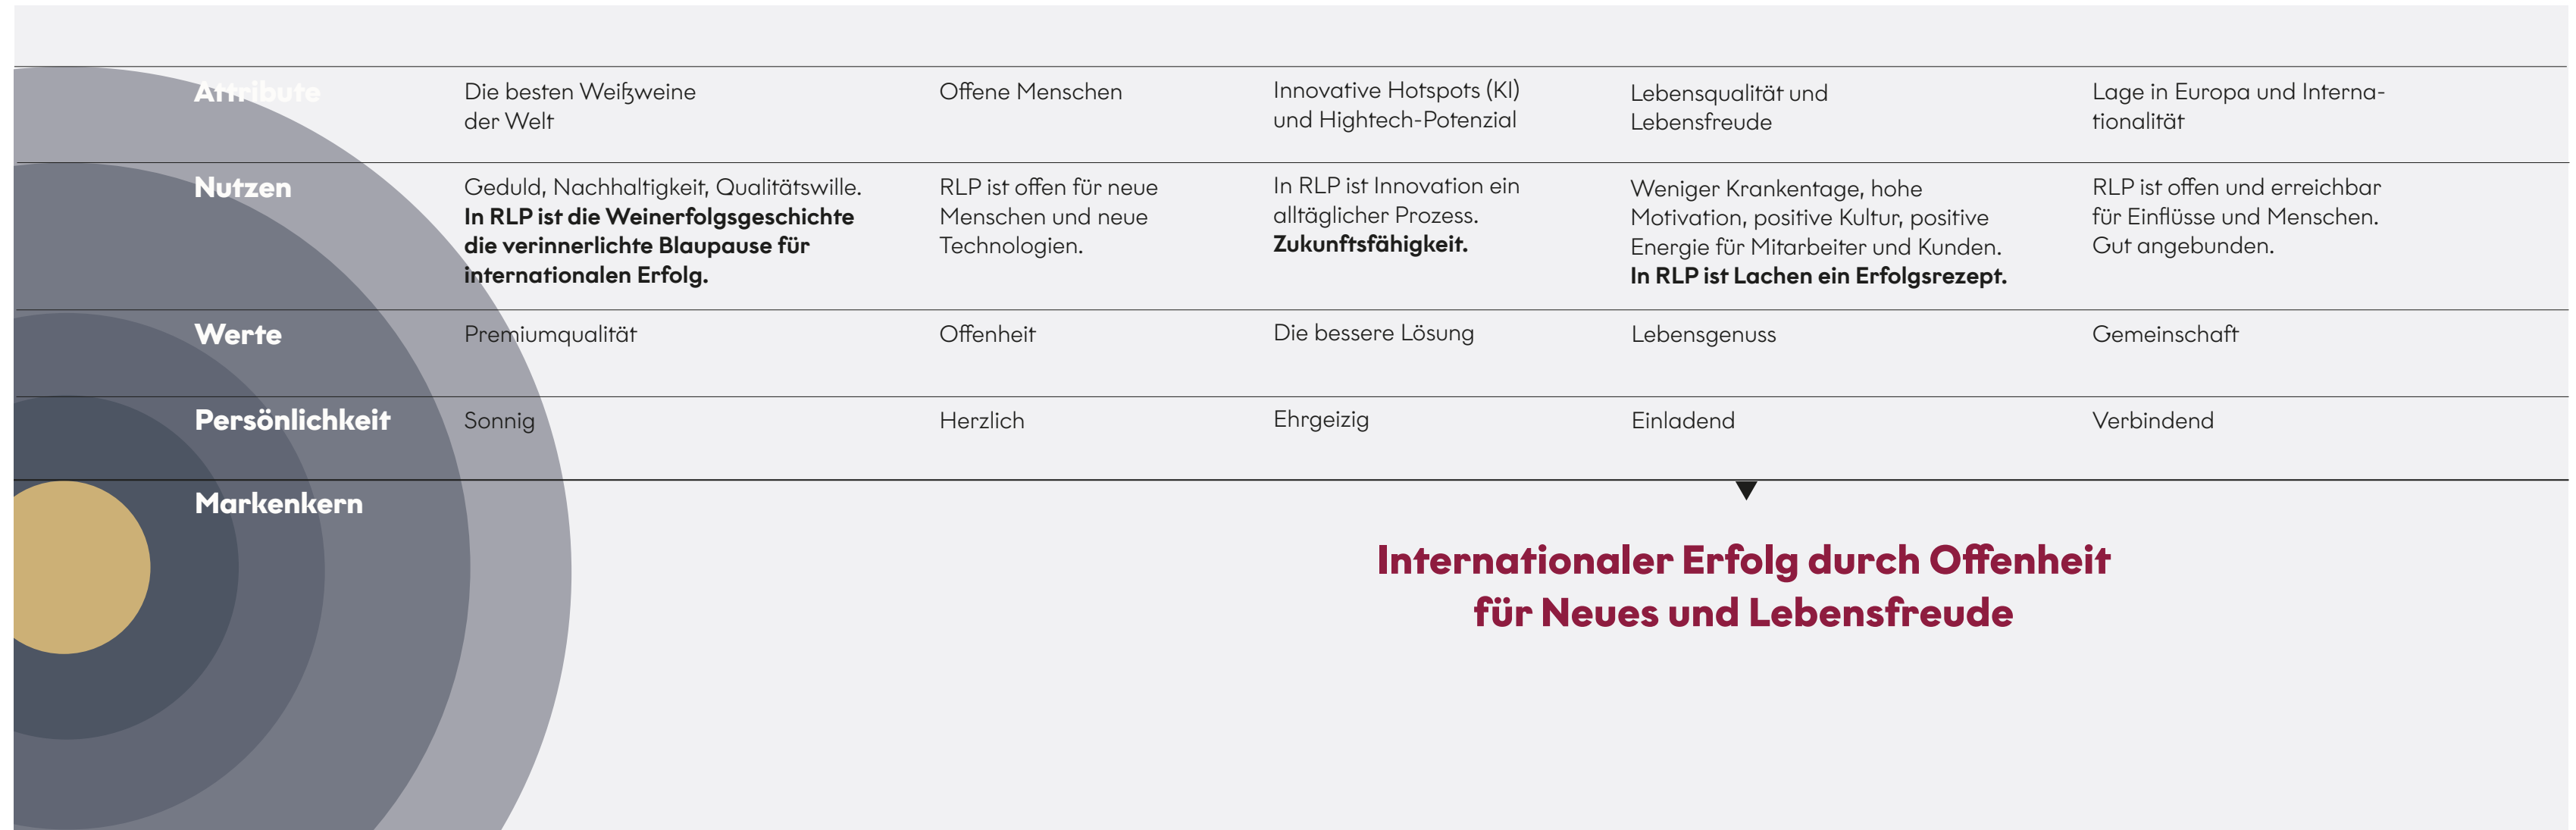 Attribute
Die besten Weißweine
der Welt
Offene Menschen
Innovative Hotspots (KI)
und Hightech-Potenzial
Lebensqualität und
Lebensfreude
Lage in Europa und Interna-
tionalität
Nutzen
Geduld, Nachhaltigkeit, Qualitätswille.
In RLP ist die Weinerfolgsgeschichte
die verinnerlichte Blaupause für
internationalen Erfolg.
RLP ist offen für neue
Menschen und neue
Technologien.
In RLP ist Innovation ein
alltäglicher Prozess.
Zukunftsfähigkeit.
Weniger Krankentage, hohe
Motivation, positive Kultur, positive
Energie für Mitarbeiter und Kunden.
In RLP ist Lachen ein Erfolgsrezept.
RLP ist offen und erreichbar
für Einflüsse und Menschen.
Gut angebunden.
Werte
Premiumqualität
Offenheit
Die bessere Lösung
Lebensgenuss
Gemeinschaft
Persönlichkeit
Sonnig
Herzlich
Ehrgeizig
Einladend
Verbindend
Markenkern
Internationaler Erfolg durch Offenheit
für Neues und Lebensfreude